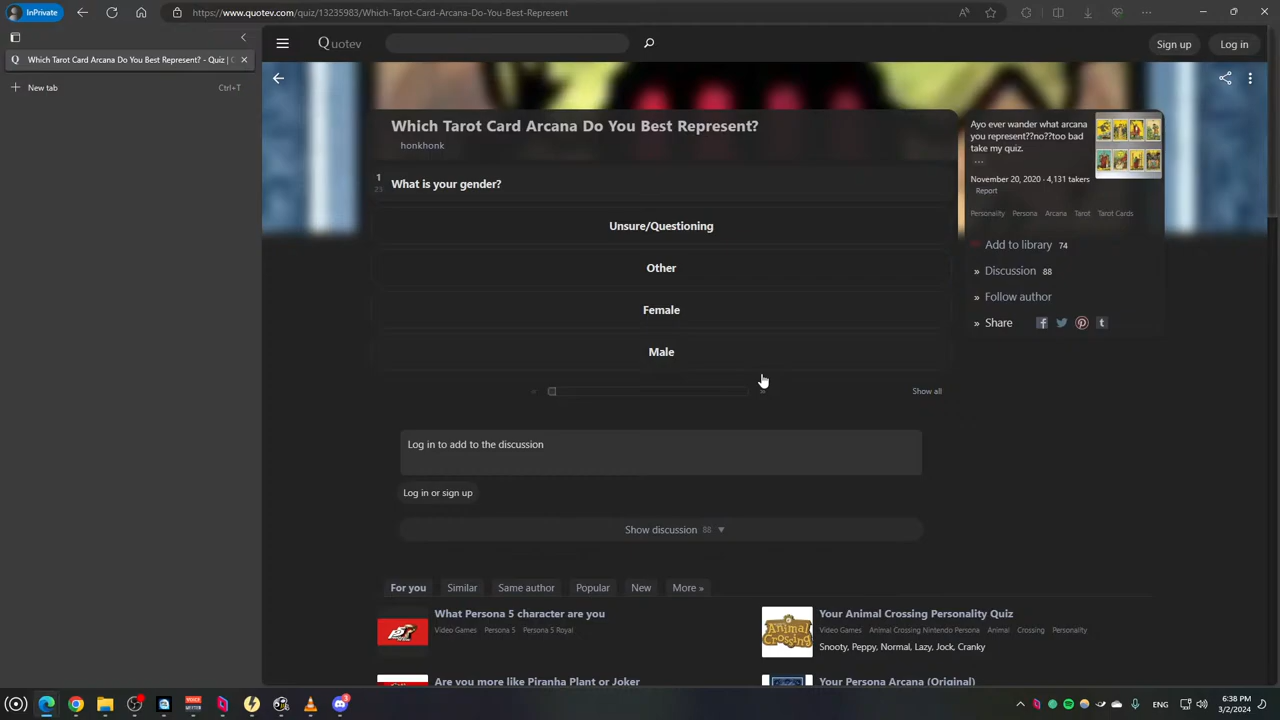 InPrivate
https://www.quotev.com/quiz/13235983/Which-Tarot-Card-Arcana-Do-You-Best-Represent
Q Which Tarot Card Arcana Do You Best Represent? - Quiz |
New tab Ctrl+T
Quotev
Sign up
Log in
Which Tarot Card Arcana Do You Best Represent?
honkhonk
1
23
What is your gender?
Unsure/Questioning
Other
Female
Male
Show all
Ayo ever wander what arcana
you represent??no??too bad
take my quiz.
...
November 20, 2020 · 4,131 takers
Report
Personality Persona Arcana Tarot Tarot Cards
Add to library 74
» Discussion 88
» Follow author
» Share
Log in to add to the discussion
Log in or sign up
Show discussion 88 ▼
For you Similar Same author Popular New More »
What Persona 5 character are you
Video Games Persona 5 Persona 5 Royal
Your Animal Crossing Personality Quiz
Video Games Animal Crossing Nintendo Persona Animal Crossing Personality
Snooty, Peppy, Normal, Lazy, Jock, Cranky
Are you more like Piranha Plant or Joker
Your Persona Arcana (Original)
ENG
6:38 PM
3/2/2024